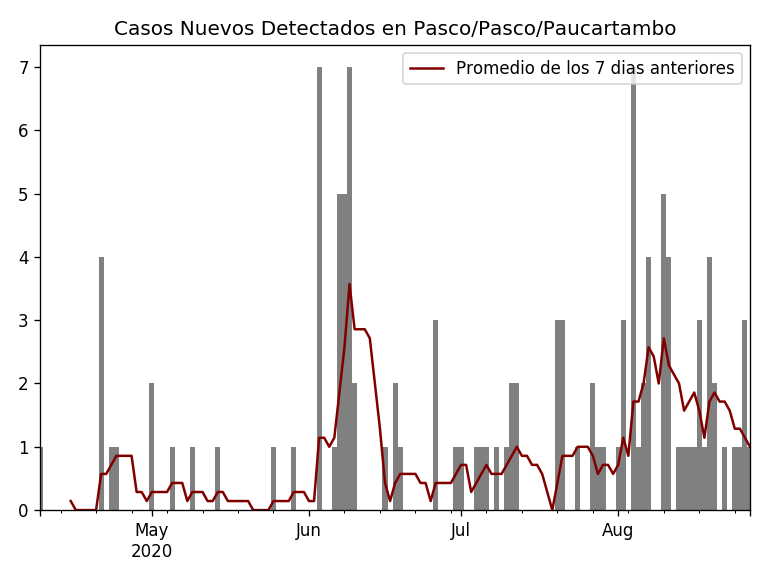 Casos Nuevos Detectados en Pasco/Pasco/Paucartambo
Promedio de los 7 dias anteriores
7
6
5
4
3
2
1
0
May
2020
Jun
Jul
Aug